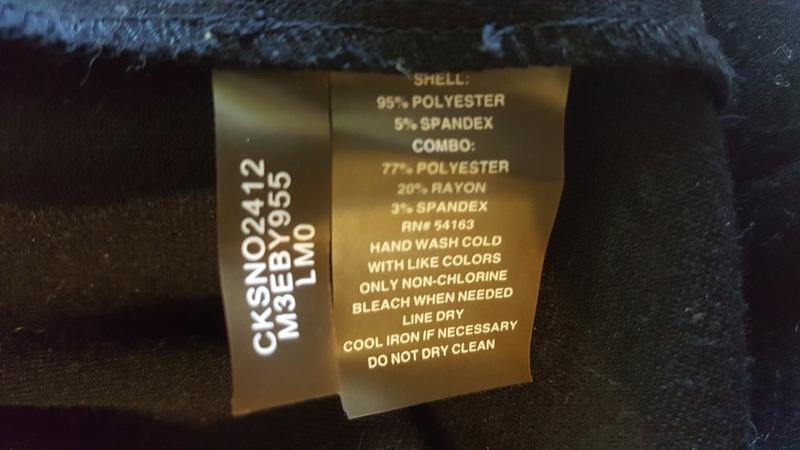 CKSNO2412
M3EBY955
LM0
SHELL:
95% POLYESTER
5% SPANDEX
COMBO:
77% POLYESTER
20% RAYON
3% SPANDEX
RN# 54163
HAND WASH COLD
WITH LIKE COLORS
ONLY NON-CHLORINE
BLEACH WHEN NEEDED
LINE DRY
COOL IRON IF NECESSARY
DO NOT DRY CLEAN